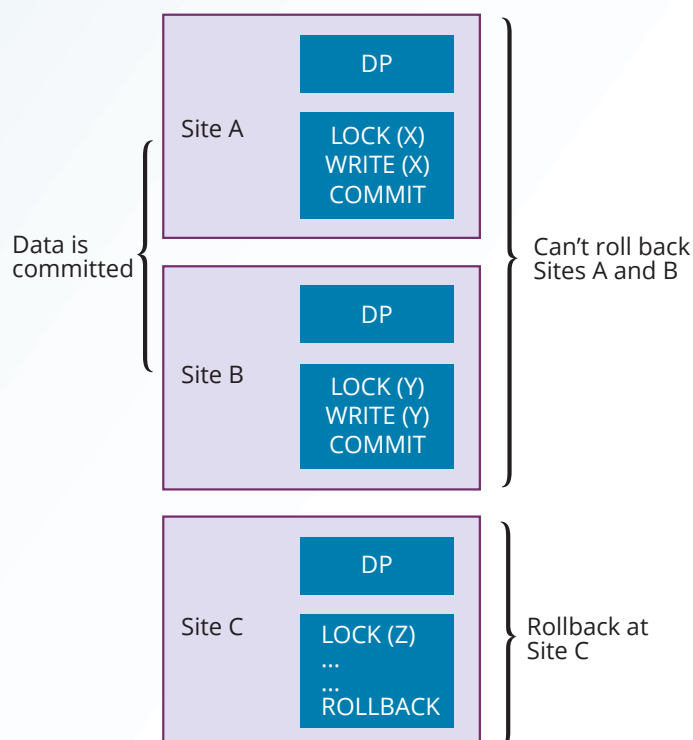 DP
Site A
LOCK (X)
WRITE (X)
COMMIT
Data is
committed
Can't roll back
Sites A and B
DP
Site B
LOCK (Y)
WRITE (Y)
COMMIT
DP
Site C
LOCK (Z)
...
...
ROLLBACK
Rollback at
Site C